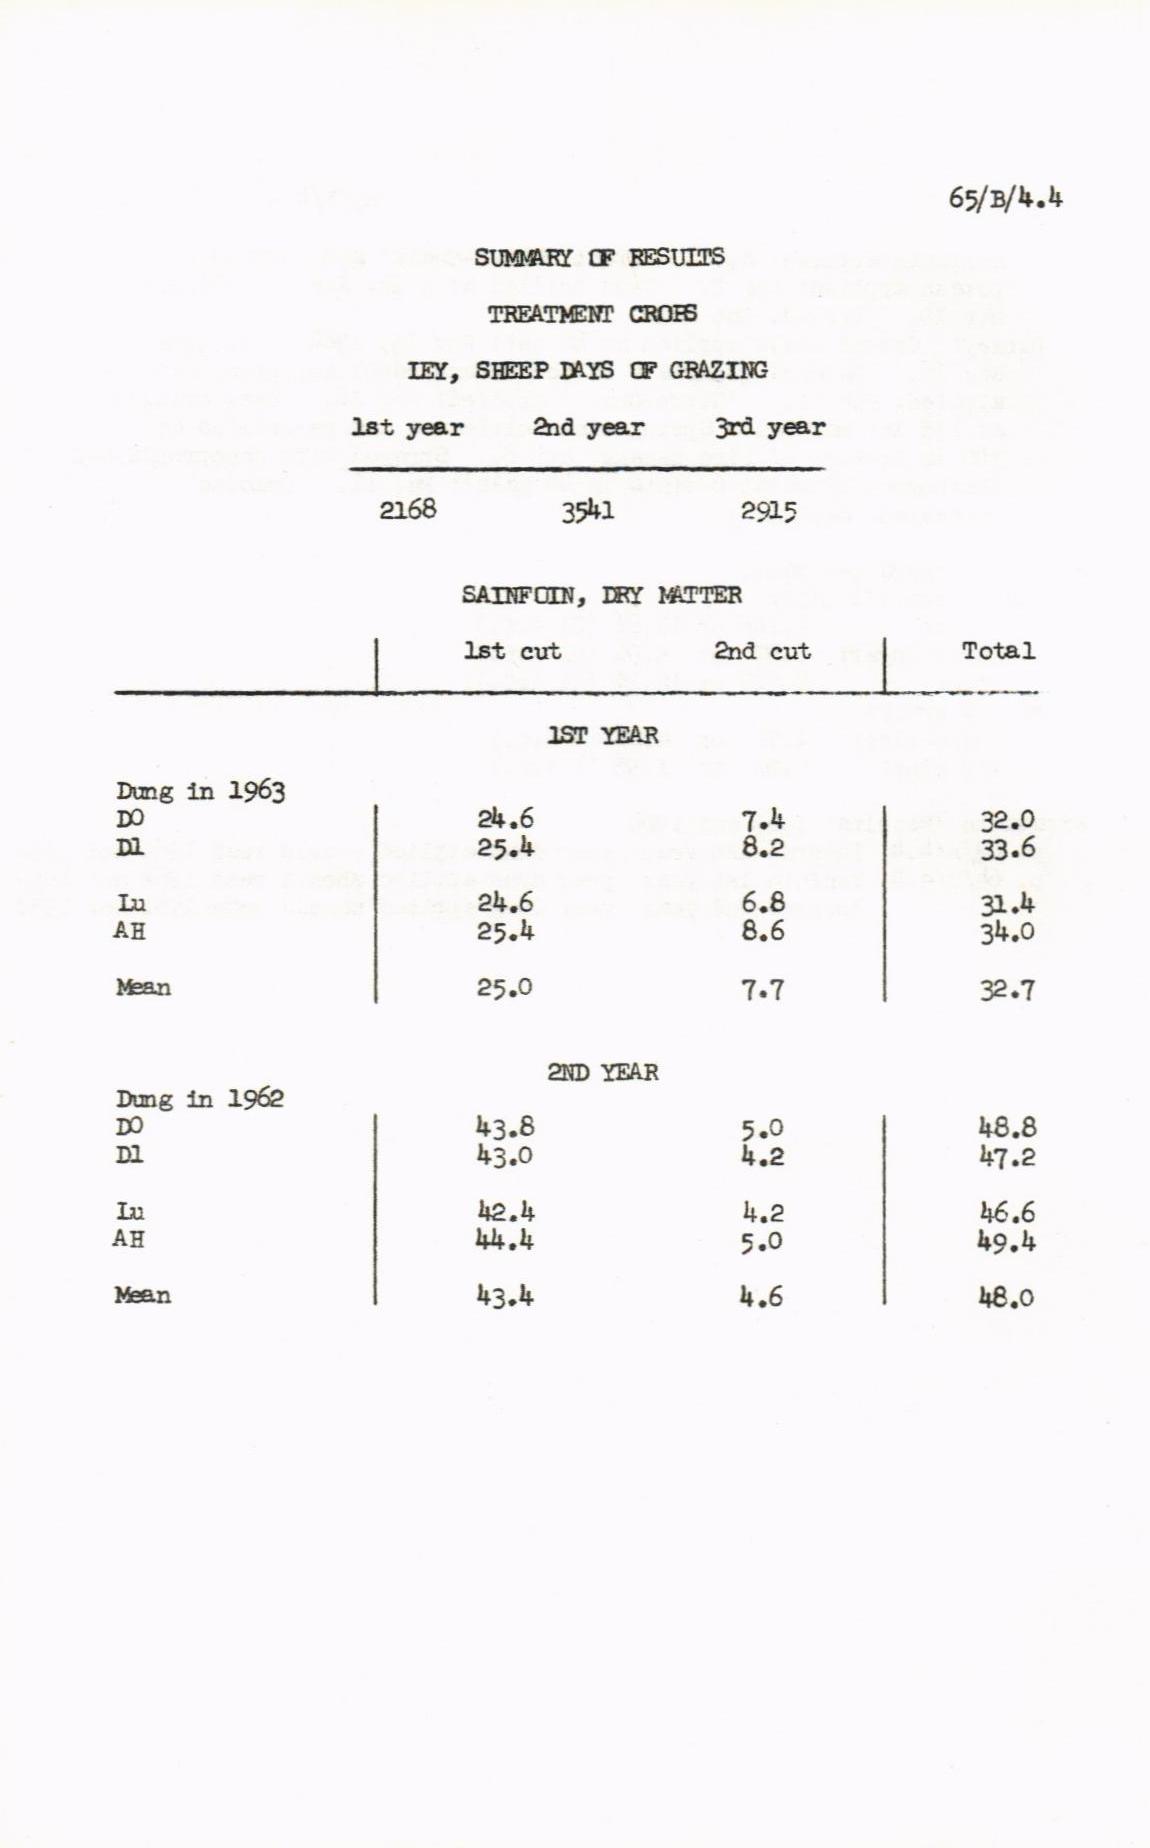 65/B/4.4
SUMMARY OF RESULTS
TREATMENT CROPS
LEY, SHEEP DAYS OF GRAZING
1st year 2nd year 3rd year
2168 3541 2915
SAINFOIN, DRY MATTER
1st cut 2nd cut Total
1ST YEAR
Dung in 1963
DO 24.6 7.4 32.0
D1 25.4 8.2 33.6
Lu 24.6 6.8 31.4
AH 25.4 8.6 34.0
Mean 25.0 7.7 32.7
2ND YEAR
Dung in 1962
DO 43.8 5.0 48.8
D1 43.0 4.2 47.2
Lu 42.4 4.2 46.6
AH 44.4 5.0 49.4
Mean 43.4 4.6 48.0